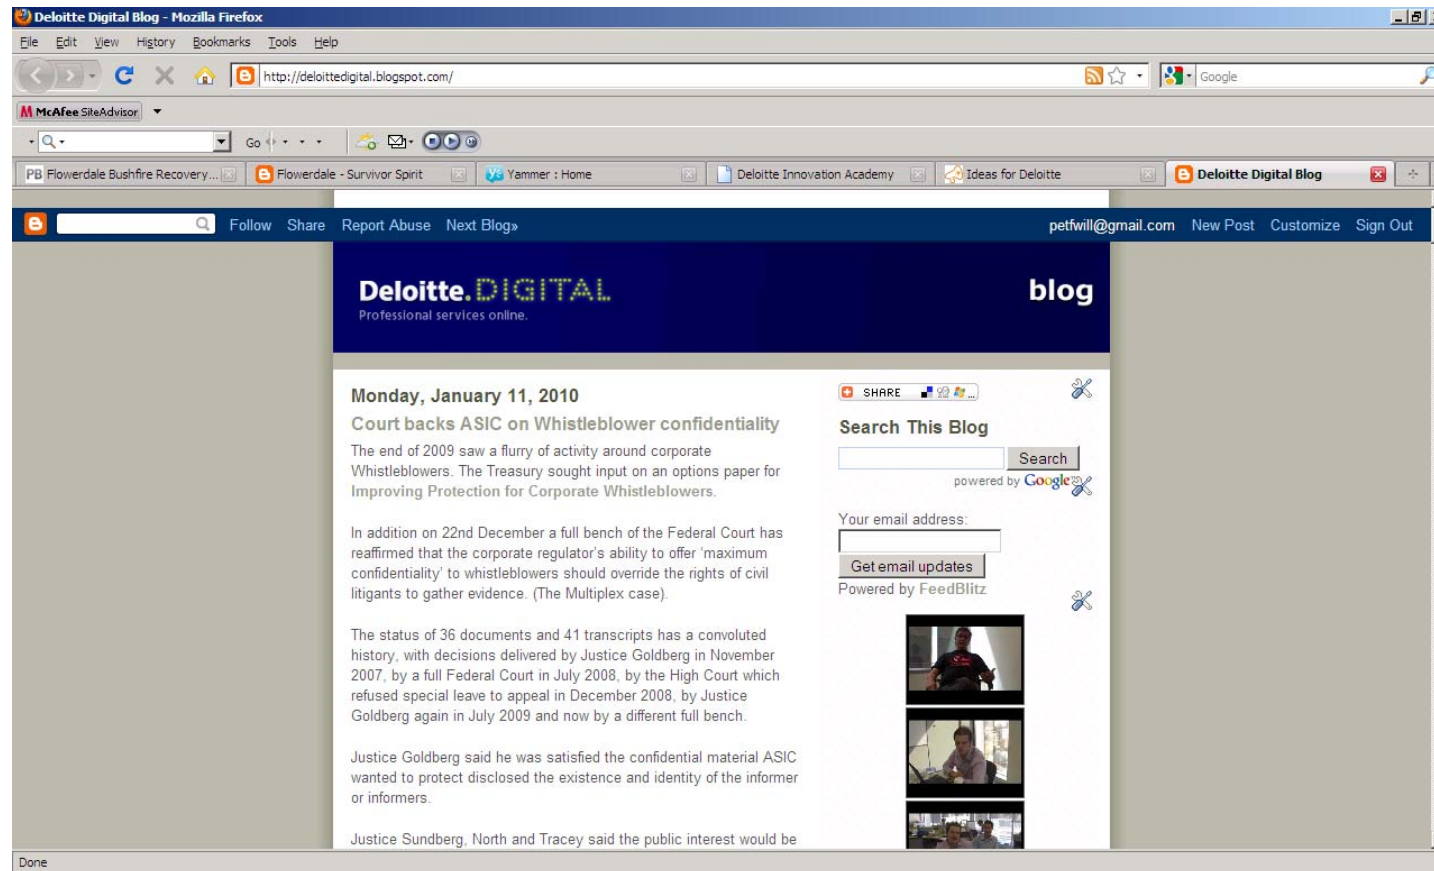 Deloitte Digital Blog - Mozilla Firefox
File Edit View History Bookmarks Tools Help
http://deloittedigital.blogspot.com/
Google
McAfee SiteAdvisor
Go
PB Flowerdale Bushfire Recovery...
Flowerdale - Survivor Spirit
Yammer : Home
Deloitte Innovation Academy
Ideas for Deloitte
Deloitte Digital Blog
Follow Share Report Abuse Next Blog»
petfwill@gmail.com New Post Customize Sign Out
Deloitte.DIGITAL
Professional services online.
blog
Monday, January 11, 2010
Court backs ASIC on Whistleblower confidentiality
The end of 2009 saw a flurry of activity around corporate
Whistleblowers. The Treasury sought input on an options paper for
Improving Protection for Corporate Whistleblowers.
In addition on 22nd December a full bench of the Federal Court has
reaffirmed that the corporate regulator's ability to offer 'maximum
confidentiality' to whistleblowers should override the rights of civil
litigants to gather evidence. (The Multiplex case).
The status of 36 documents and 41 transcripts has a convoluted
history, with decisions delivered by Justice Goldberg in November
2007, by a full Federal Court in July 2008, by the High Court which
refused special leave to appeal in December 2008, by Justice
Goldberg again in July 2009 and now by a different full bench.
Justice Goldberg said he was satisfied the confidential material ASIC
wanted to protect disclosed the existence and identity of the informer
or informers.
Justice Sundberg, North and Tracey said the public interest would be
SHARE ...
Search This Blog
Search
powered by Google
Your email address:
Get email updates
Powered by FeedBlitz
Done